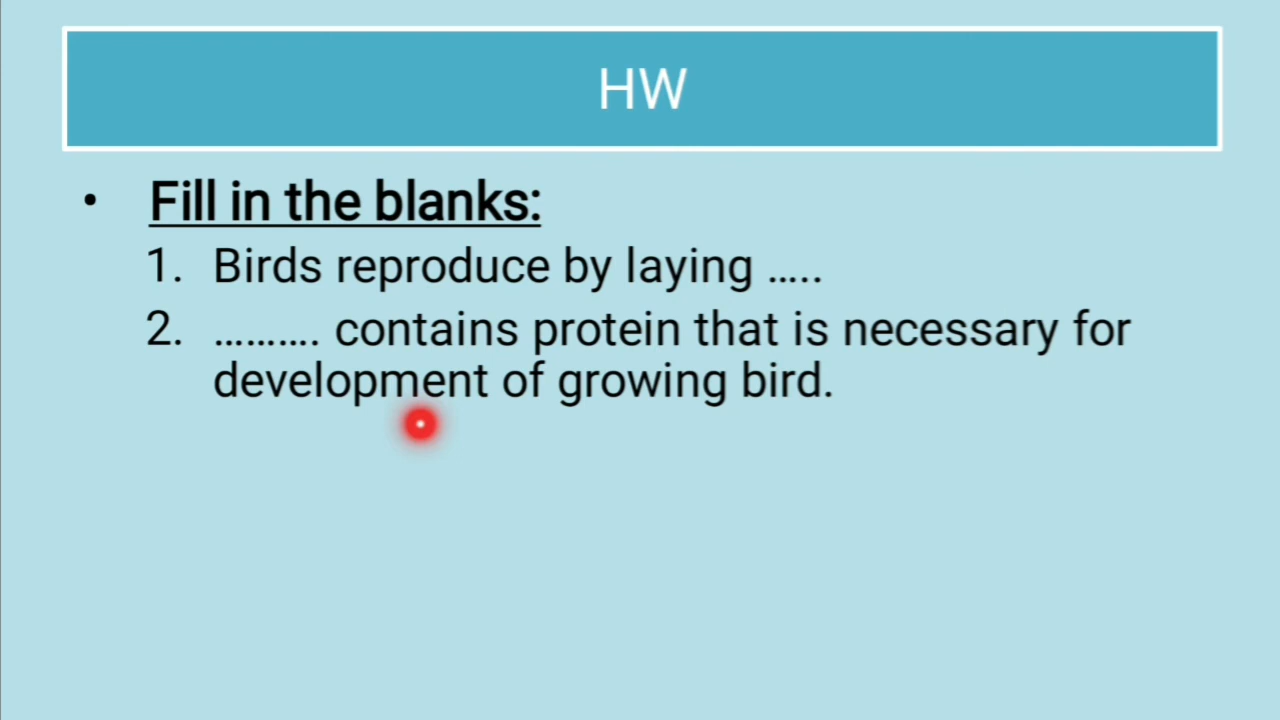 HW
• Fill in the blanks:
1. Birds reproduce by laying .....
2. .......... contains protein that is necessary for
development of growing bird.